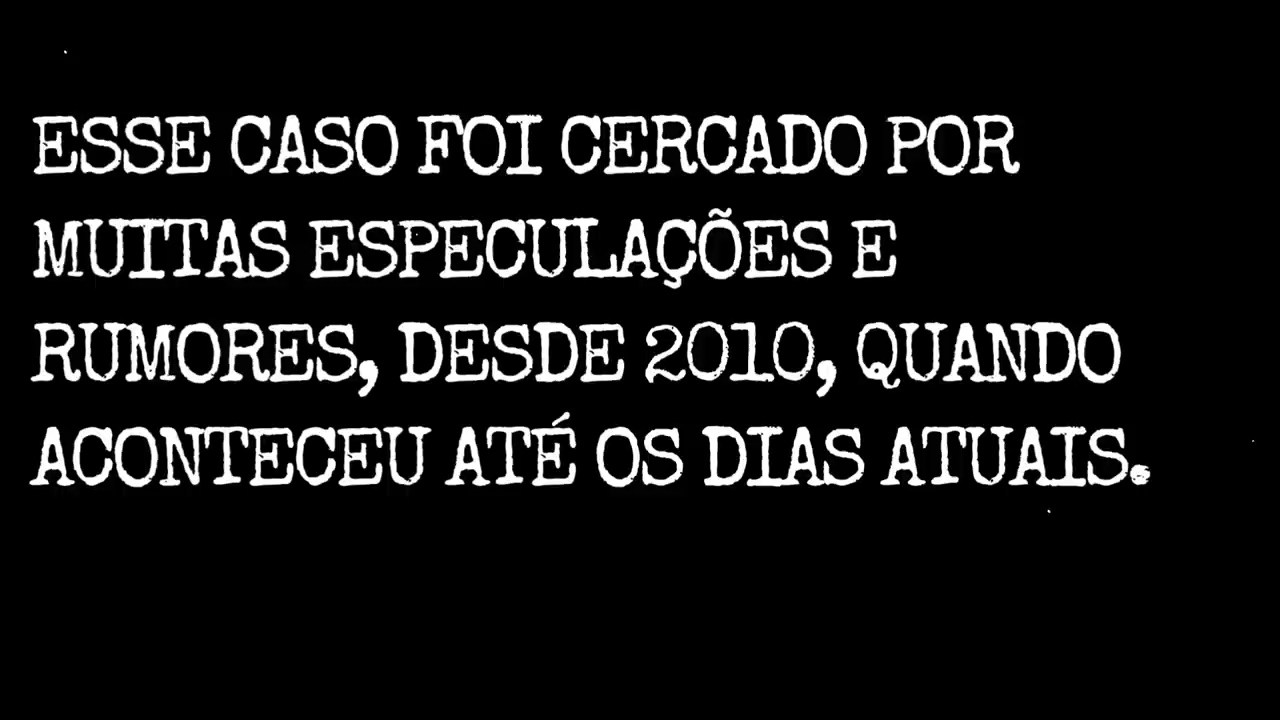 ESSE CASO FOI CERCADO POR
MUITAS ESPECULAÇÕES E
RUMORES, DESDE 2010, QUANDO
ACONTECEU ATÉ OS DIAS ATUAIS.